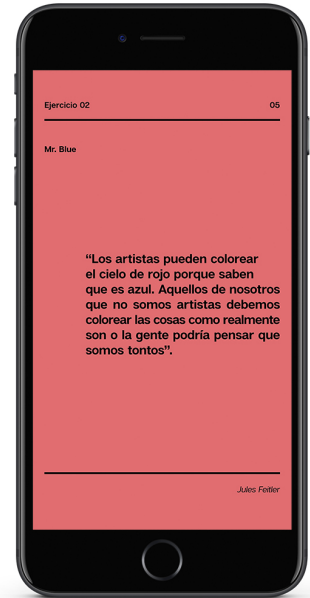 Ejercicio 02 05
Mr. Blue
“Los artistas pueden colorear
el cielo de rojo porque saben
que es azul. Aquellos de nosotros
que no somos artistas debemos
colorear las cosas como realmente
son o la gente podría pensar que
somos tontos”.
Jules Feitler